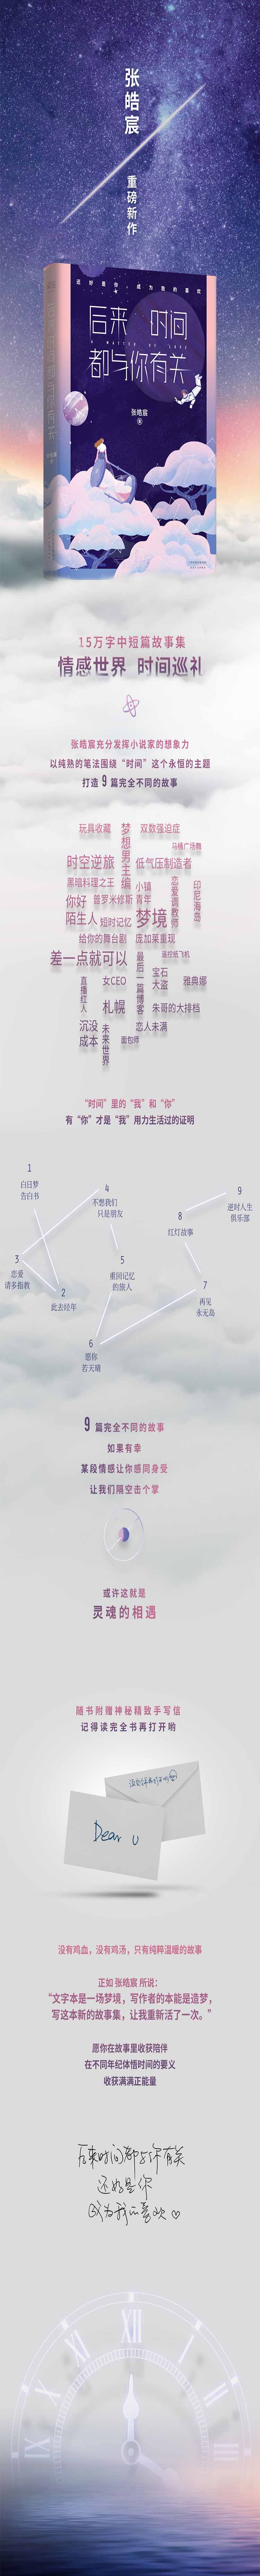 张皓宸
重磅新作
还好是你 成为我的喜欢
后来 时间
都与你有关
张皓宸
著
后来时间都与你有关
15万字中短篇故事集
情感世界 时间巡礼
张皓宸充分发挥小说家的想象力
以纯熟的笔法围绕“时间”这个永恒的主题
打造 9 篇完全不同的故事
玩具收藏
梦想男主编
双数强迫症
马桶广场舞
时空逆旅
低气压制造者
黑暗料理之王
小镇青年
恋爱调教师
印尼海岛
你好陌生人
普罗米修斯
短时记忆
梦境
给你的舞台剧
庞加莱重现
差一点就可以
最后一篇博客
遥控纸飞机
宝石大盗
雅典娜
直播红人
女CEO
札幌
朱哥的大排档
沉没成本
未来世界
恋人未满
面包师
“时间”里的“我”和“你”
有“你”才是“我”用力生活过的证明
1
白日梦
告白书
4
不想我们
只是朋友
9
逆时人生
俱乐部
8
红灯故事
3
恋爱
请多指教
5
重回记忆
的旅人
2
此去经年
7
再见
永无岛
6
愿你
若天晴
9 篇完全不同的故事
如果有幸
某段情感让你感同身受
让我们隔空击个掌
或许这就是
灵魂的相遇
随书附赠神秘精致手写信
记得读完全书再打开哟
Dear U
没有鸡血，没有鸡汤，只有纯粹温暖的故事
正如 张皓宸 所说：
“文字本是一场梦境，写作者的本能是造梦，
写这本新的故事集，让我重新活了一次。”
愿你在故事里收获陪伴
在不同年纪体悟时间的要义
收获满满正能量
后来时间都与你有关
还好是你
成为我的喜欢